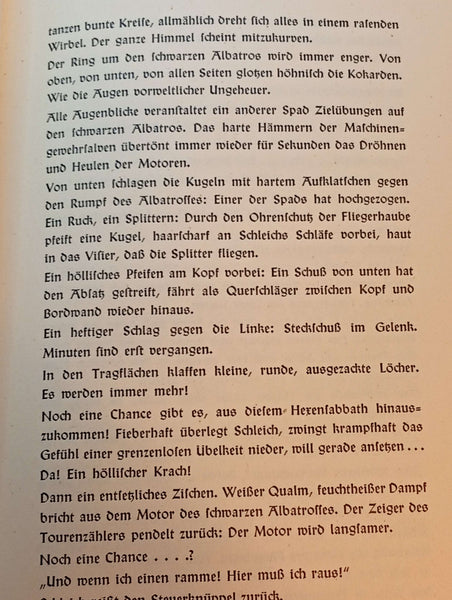 tanzen bunte Kreise, allmählich dreht sich alles in einem rasenden
Wirbel. Der ganze Himmel scheint mitzukurven.
Der Ring um den schwarzen Albatros wird immer enger. Von
oben, von unten, von allen Seiten glotzen höhnisch die Kokarden.
Wie die Augen vorweltlicher Ungeheuer.
Alle Augenblicke veranstaltet ein anderer Spad Zielübungen auf
den schwarzen Albatros. Das harte Hämmern der Maschinen-
gewehrsalven übertönt immer wieder für Sekunden das Dröhnen
und Heulen der Motoren.
Von unten schlagen die Kugeln mit hartem Aufklatschen gegen
den Rumpf des Albatrosses: Einer der Spads hat hochgezogen.
Ein Ruck, ein Splittern: Durch den Ohrenschutz der Fliegerhaube
pfeift eine Kugel, haarscharf an Schleichs Schläfe vorbei, haut
in das Visier, daß die Splitter fliegen.
Ein höllisches Pfeifen am Kopf vorbei: Ein Schuß von unten hat
den Absatz gestreift, fährt als Querschläger zwischen Kopf und
Bordwand wieder hinaus.
Ein heftiger Schlag gegen die Linke: Steckschuß im Gelenk.
Minuten sind erst vergangen.
In den Tragflächen klaffen kleine, runde, ausgezackte Löcher.
Es werden immer mehr!
Noch eine Chance gibt es, aus diesem Hexensabbath hinaus-
zukommen! Fieberhaft überlegt Schleich, zwingt krampfhaft das
Gefühl einer grenzenlosen Übelkeit nieder, will gerade ansetzen ...
Da! Ein höllischer Krach!
Dann ein entsetzliches Zischen. Weißer Qualm, feuchtheißer Dampf
bricht aus dem Motor des schwarzen Albatrosses. Der Zeiger des
Tourenzählers pendelt zurück: Der Motor wird langsamer.
Noch eine Chance . . . .?
„Und wenn ich einen ramme! Hier muß ich raus!“
Schleich reißt den Steuerknüppel zurück.